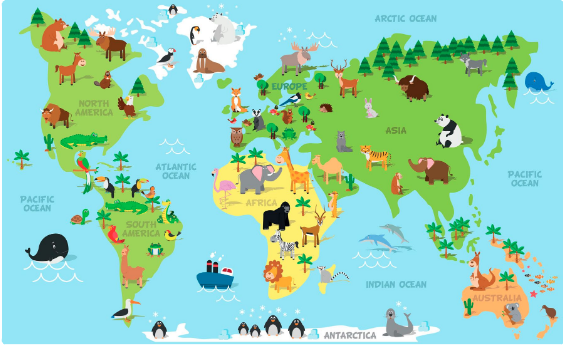 ARCTIC OCEAN
EUROPE
NORTH
AMERICA
ASIA
ATLANTIC
OCEAN
PACIFIC
OCEAN
PACIFIC
OCEAN
AFRICA
SOUTH
AMERICA
INDIAN OCEAN
AUSTRALIA
ANTARCTICA